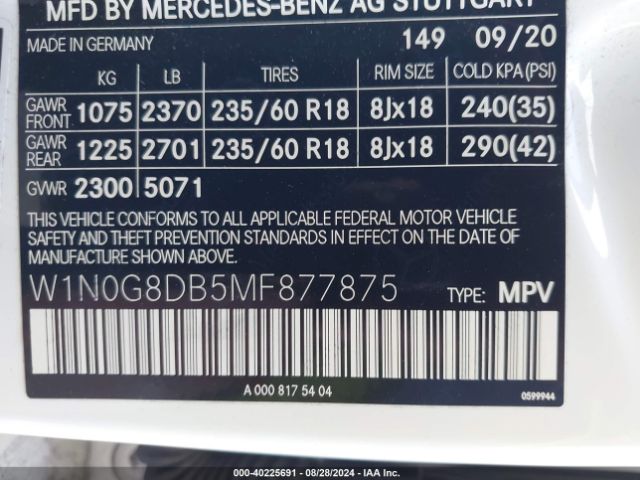 MFD BY MERCEDES-BENZ AG STUTTGART
MADE IN GERMANY 149 09/20
KG LB TIRES RIM SIZE COLD KPA(PSI)
GAWR FRONT 1075 2370 235/60 R18 8Jx18 240(35)
GAWR REAR 1225 2701 235/60 R18 8Jx18 290(42)
GVWR 2300 5071
THIS VEHICLE CONFORMS TO ALL APPLICABLE FEDERAL MOTOR VEHICLE
SAFETY AND THEFT PREVENTION STANDARDS IN EFFECT ON THE DATE
OF MANUFACTURE SHOWN ABOVE.
W1N0G8DB5MF877875 TYPE: MPV
A 000 817 54 04 0599944
000-40225691 - 08/28/2024 - IAA Inc.